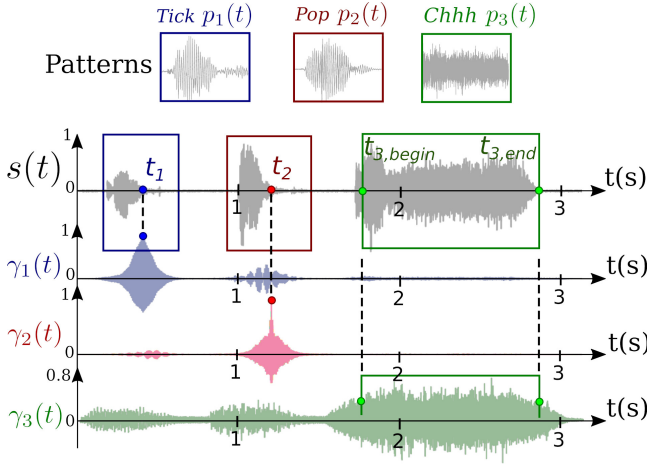 Tick p₁(t) Pop p₂(t) Chhh p₃(t)
Patterns
1
s(t) t₁ t₂ t₃,begin t₃,end t(s)
0
1 2 3
1
γ₁(t) t(s)
0
1 2 3
1
γ₂(t) t(s)
0
1 2 3
0.8
γ₃(t) t(s)
0
1 2 3